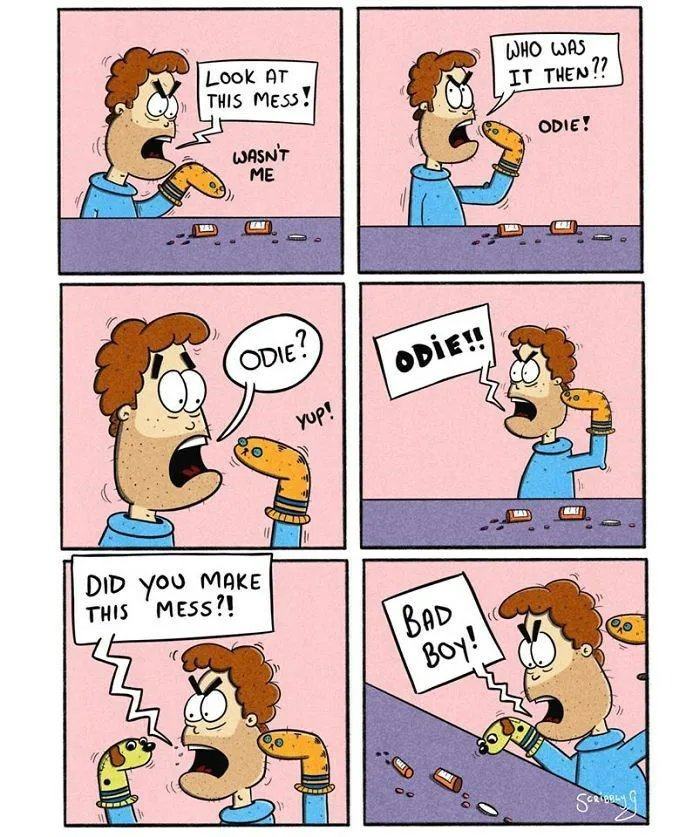 LOOK AT
THIS MESS!
WASN'T
ME
WHO WAS
IT THEN??
ODIE!
ODIE?
YUP!
ODIE!!
DID YOU MAKE
THIS MESS?!
BAD
BOY!
SCRIBBLY G